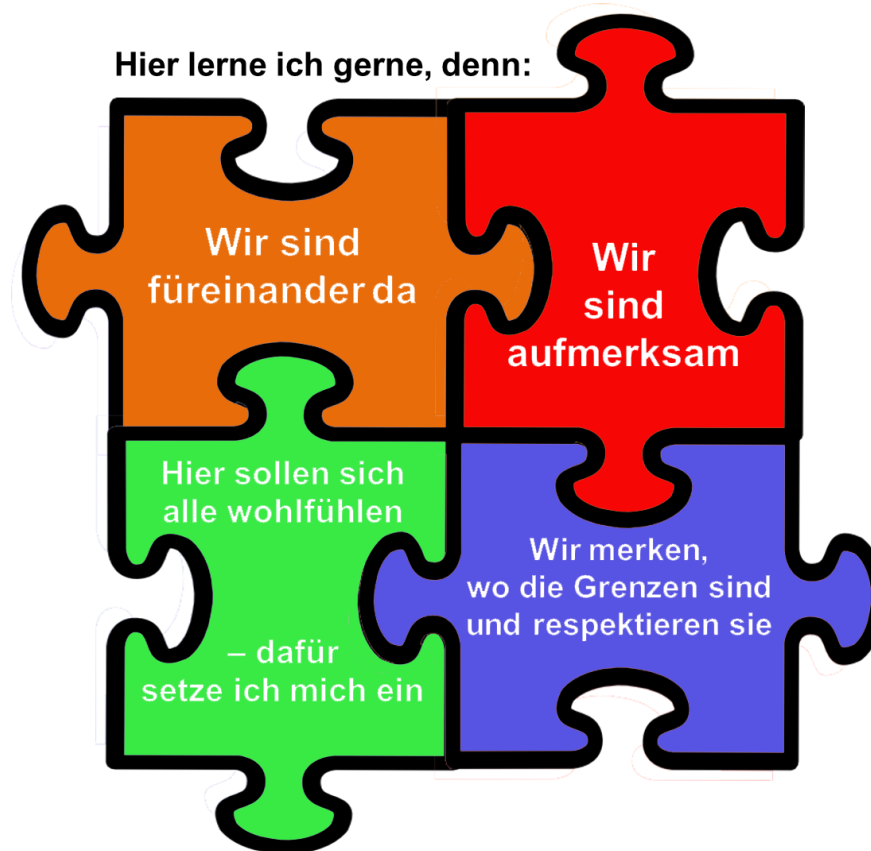 Hier lerne ich gerne, denn:
Wir sind
füreinander da
Wir
sind
aufmerksam
Hier sollen sich
alle wohlfühlen
– dafür
setze ich mich ein
Wir merken,
wo die Grenzen sind
und respektieren sie